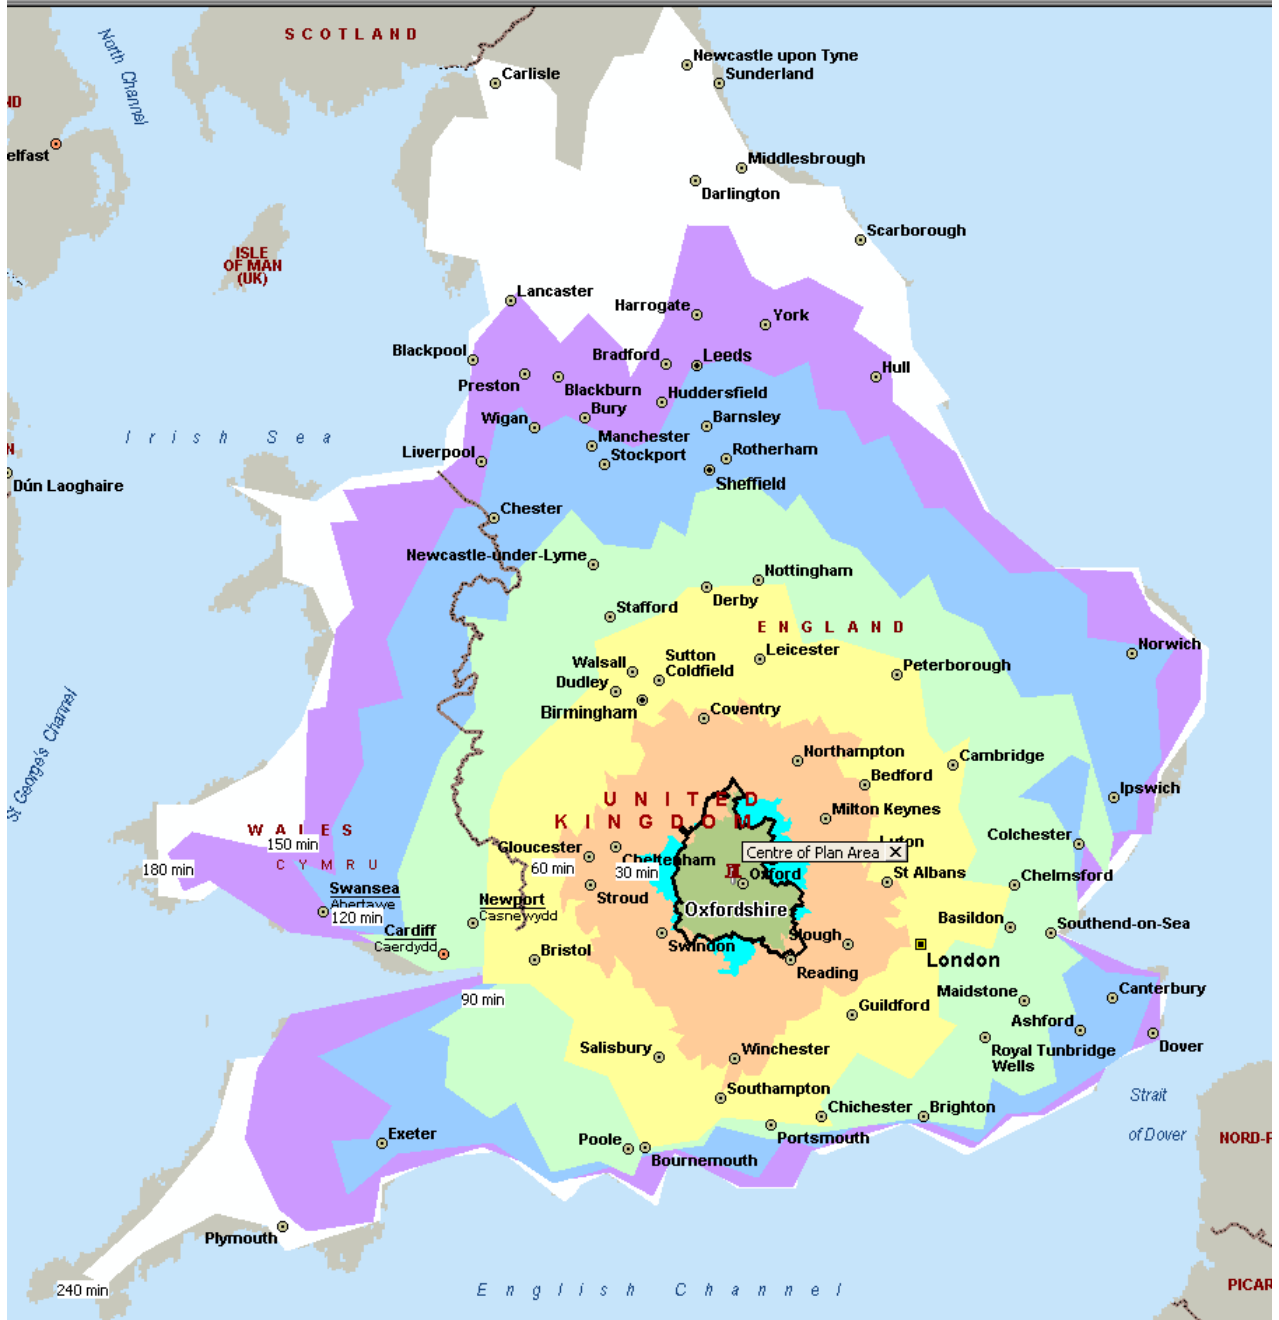 SCOTLAND
North Channel
Newcastle upon Tyne
Sunderland
Carlisle
ND
elfast
Middlesbrough
Darlington
Scarborough
ISLE
OF MAN
(UK)
Lancaster
Harrogate
York
Blackpool
Bradford
Leeds
Hull
Preston
Blackburn
Huddersfield
Bury
Wigan
Barnsley
Irish Sea
Manchester
N
Liverpool
Stockport
Rotherham
Dún Laoghaire
Sheffield
Chester
Newcastle-under-Lyme
Nottingham
Derby
Stafford
ENGLAND
Norwich
Walsall
Sutton
Coldfield
Leicester
Peterborough
Dudley
Birmingham
Coventry
St George's Channel
Northampton
Cambridge
Bedford
Ipswich
UNITED
KINGDOM
Milton Keynes
WALES
CYMRU
150 min
Colchester
Luton
Gloucester
Cheltenham
Centre of Plan Area
180 min
60 min
30 min
Oxford
St Albans
Chelmsford
Swansea
Abertawe
120 min
Stroud
Newport
Casnewydd
Oxfordshire
Basildon
Southend-on-Sea
Cardiff
Caerdydd
Bristol
Swindon
Slough
London
Reading
90 min
Maidstone
Canterbury
Guildford
Ashford
Salisbury
Winchester
Royal Tunbridge
Wells
Dover
Southampton
Strait
of Dover
Chichester
Brighton
Exeter
Poole
Portsmouth
Bournemouth
NORD-P
Plymouth
240 min
English Channel
PICAR